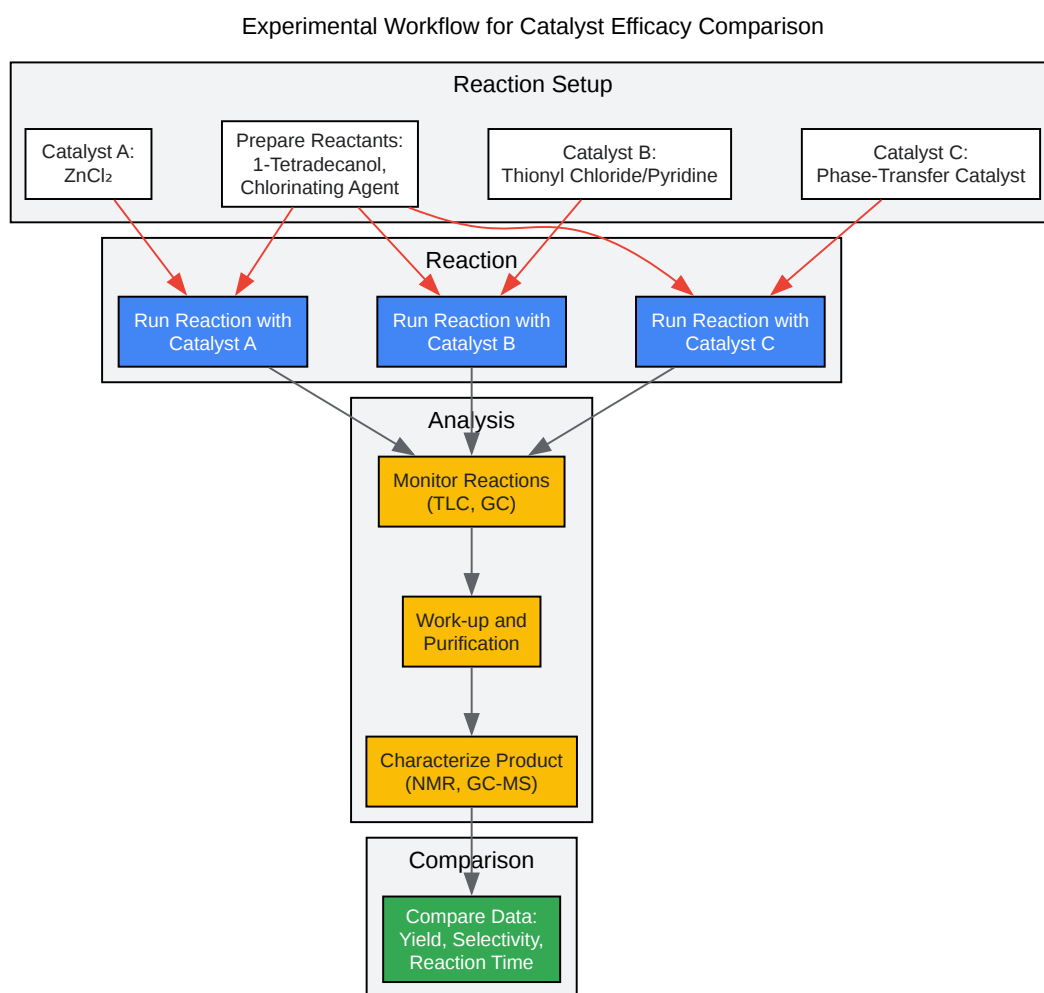 Experimental Workflow for Catalyst Efficacy Comparison
Reaction Setup
Catalyst A:
ZnCl₂
Prepare Reactants:
1-Tetradecanol,
Chlorinating Agent
Catalyst B:
Thionyl Chloride/Pyridine
Catalyst C:
Phase-Transfer Catalyst
Reaction
Run Reaction with
Catalyst A
Run Reaction with
Catalyst B
Run Reaction with
Catalyst C
Analysis
Monitor Reactions
(TLC, GC)
Work-up and
Purification
Characterize Product
(NMR, GC-MS)
Comparison
Compare Data:
Yield, Selectivity,
Reaction Time